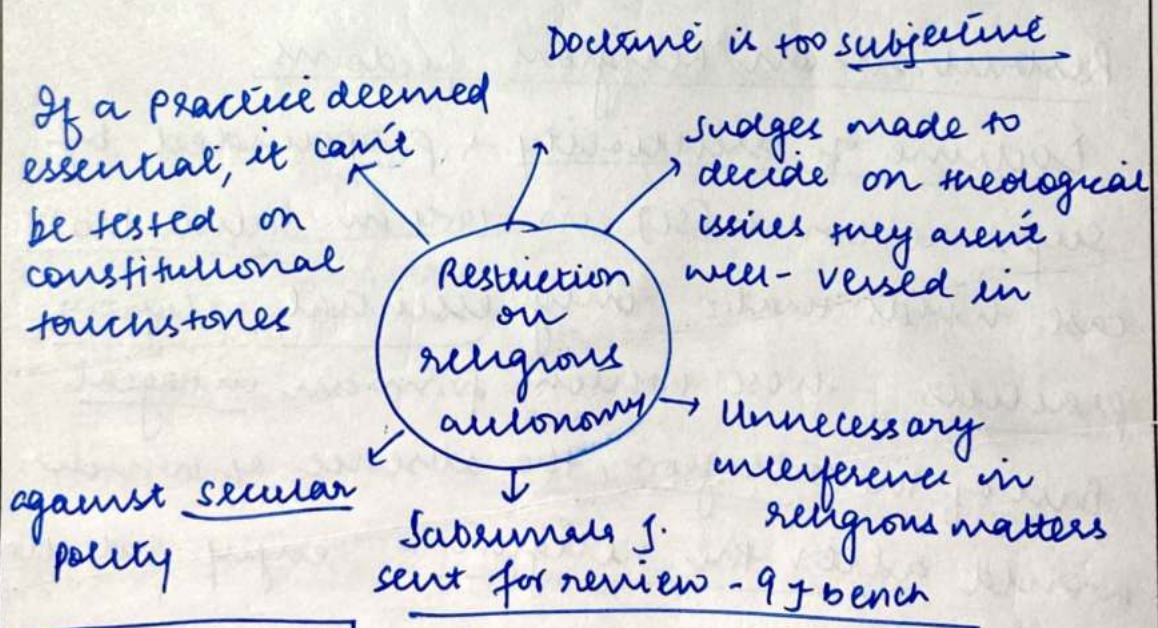 Doctrine is too subjective
If a practice deemed
essential, it can't
be tested on
constitutional
touchstones
Judges made to
decide on theological
issues they aren't
well-versed in
Restriction
on
religious
autonomy
Unnecessary
interference in
religious matters
against secular
polity
Sabrimala J.
sent for review - 9 J bench